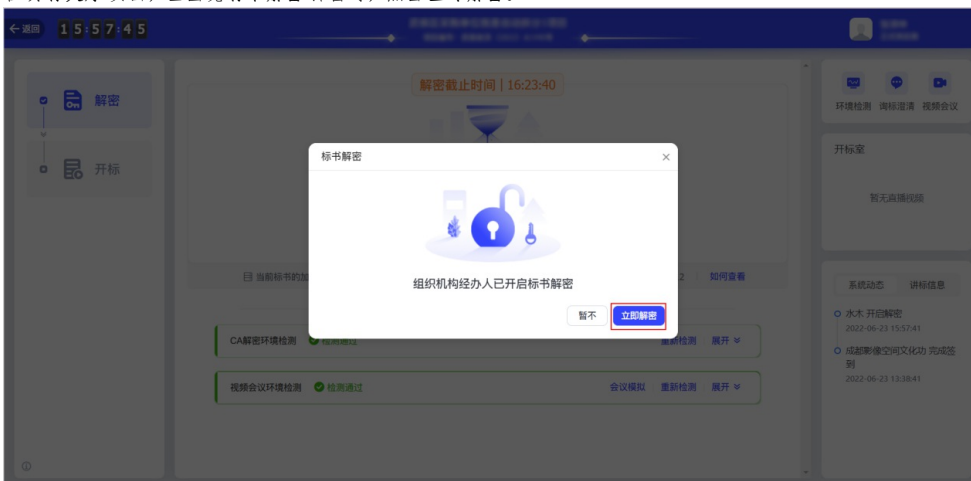 返回 15:57:45
解密截止时间 | 16:23:40
解密
开标
环境检测 询标澄清 视频会议
开标室
暂无直播视频
标书解密
组织机构经办人已开启标书解密
暂不 立即解密
当前标书的加
2 如何查看
CA解密环境检测 检测通过 重新检测 展开
视频会议环境检测 检测通过 会议模拟 重新检测 展开
系统动态 讲标信息
水木 开启解密
2022-06-23 15:57:41
成都影像空间文化功 完成签
到
2022-06-23 13:38:41